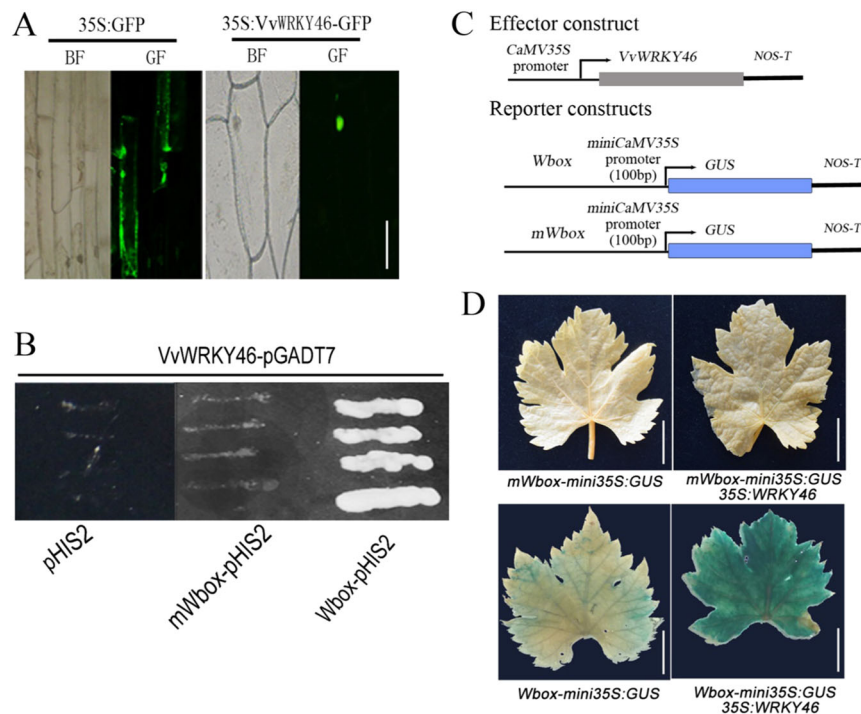 A
35S:GFP
35S:VvWRKY46-GFP
BF
GF
BF
GF
B
VvWRKY46-pGADT7
pHIS2
mWbox-pHIS2
Wbox-pHIS2
C
Effector construct
CaMV35S
promoter
VvWRKY46
NOS-T
Reporter constructs
Wbox
miniCaMV35S
promoter
(100bp)
GUS
NOS-T
mWbox
miniCaMV35S
promoter
(100bp)
GUS
NOS-T
D
mWbox-mini35S:GUS
mWbox-mini35S:GUS
35S:WRKY46
Wbox-mini35S:GUS
Wbox-mini35S:GUS
35S:WRKY46